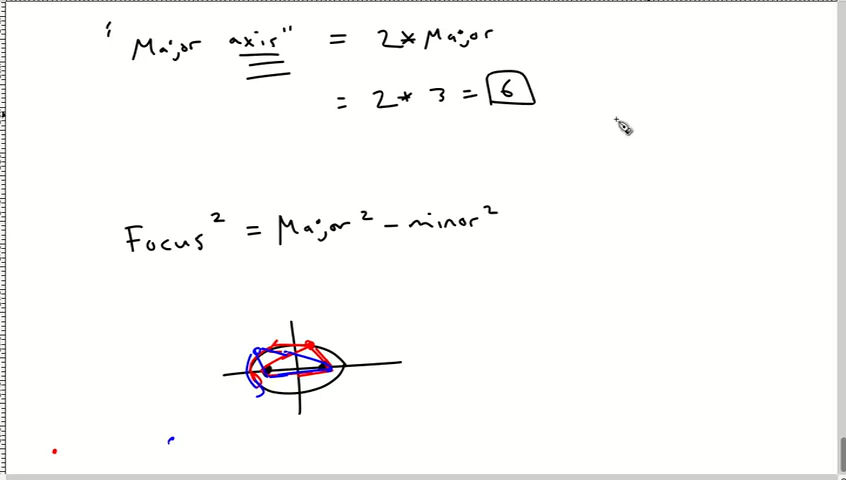 "Major axis" = 2*Major
= 2* 3 = 6
Focus² = Major² - minor²